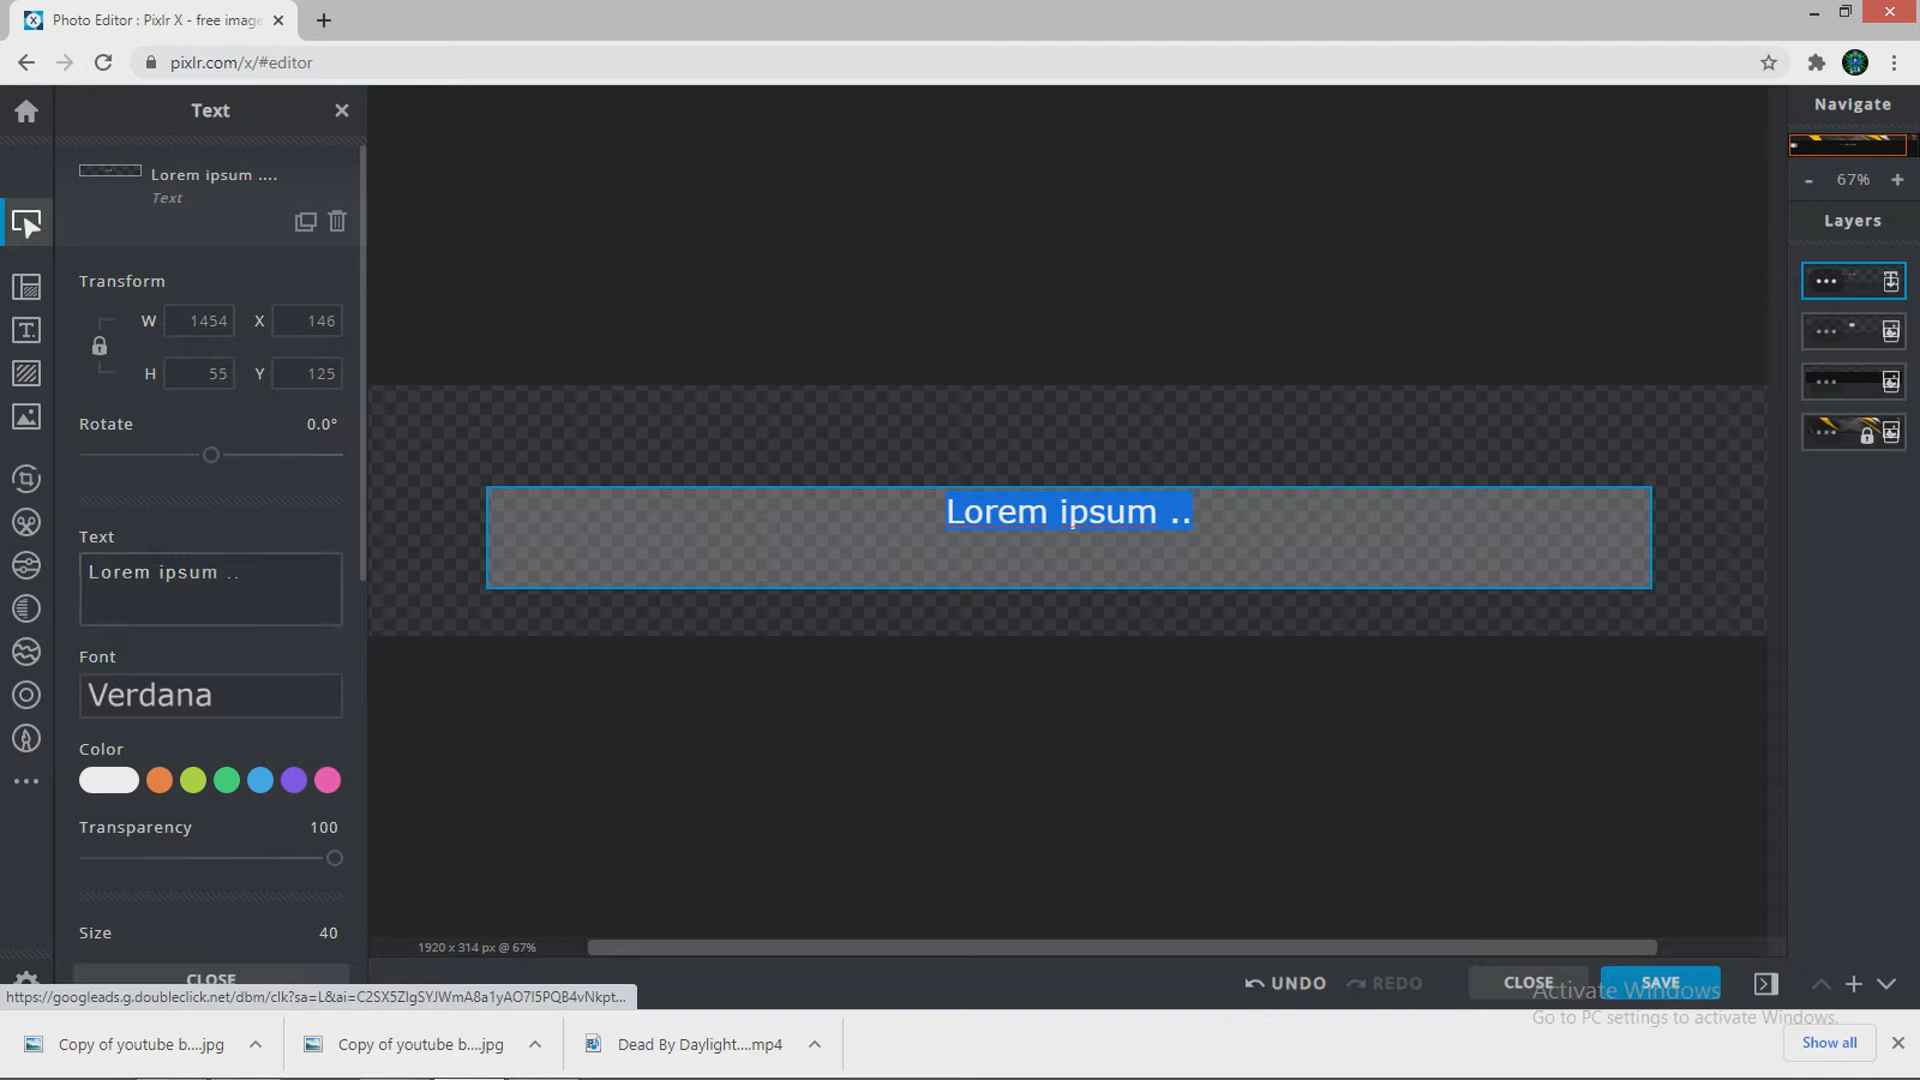 Photo Editor : Pixlr X - free image
pixlr.com/x/#editor
Text
Navigate
Lorem ipsum ....
Text
67%
Layers
Transform
W 1454 X 146
H 55 Y 125
Rotate 0.0°
Lorem ipsum ..
Text
Lorem ipsum ..
Font
Verdana
Color
Transparency 100
Size 40
1920 x 314 px @ 67%
CLOSE
UNDO
REDO
CLOSE
SAVE
Activate Windows
Go to PC settings to activate Windows.
https://googleads.g.doubleclick.net/dbm/clk?sa=L&ai=C2SX5ZIgSYJWmA8a1yAO7I5PQB4vNkpt...
Copy of youtube b....jpg
Copy of youtube b....jpg
Dead By Daylight....mp4
Show all